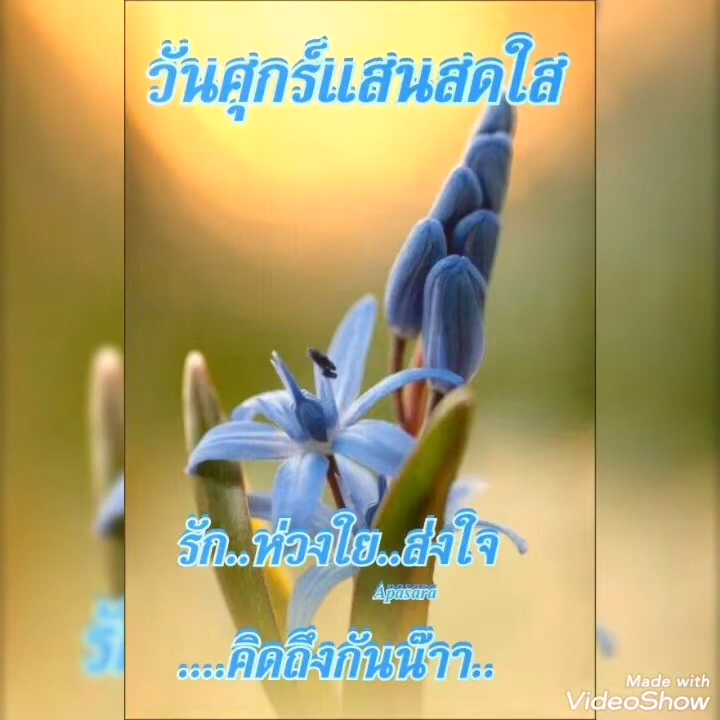 วันศุกร์แสนสดใส
รัก..ห่วงใย..ส่งใจ
Apasara
....คิดถึงกันน๊าา..
Made with
VideoShow